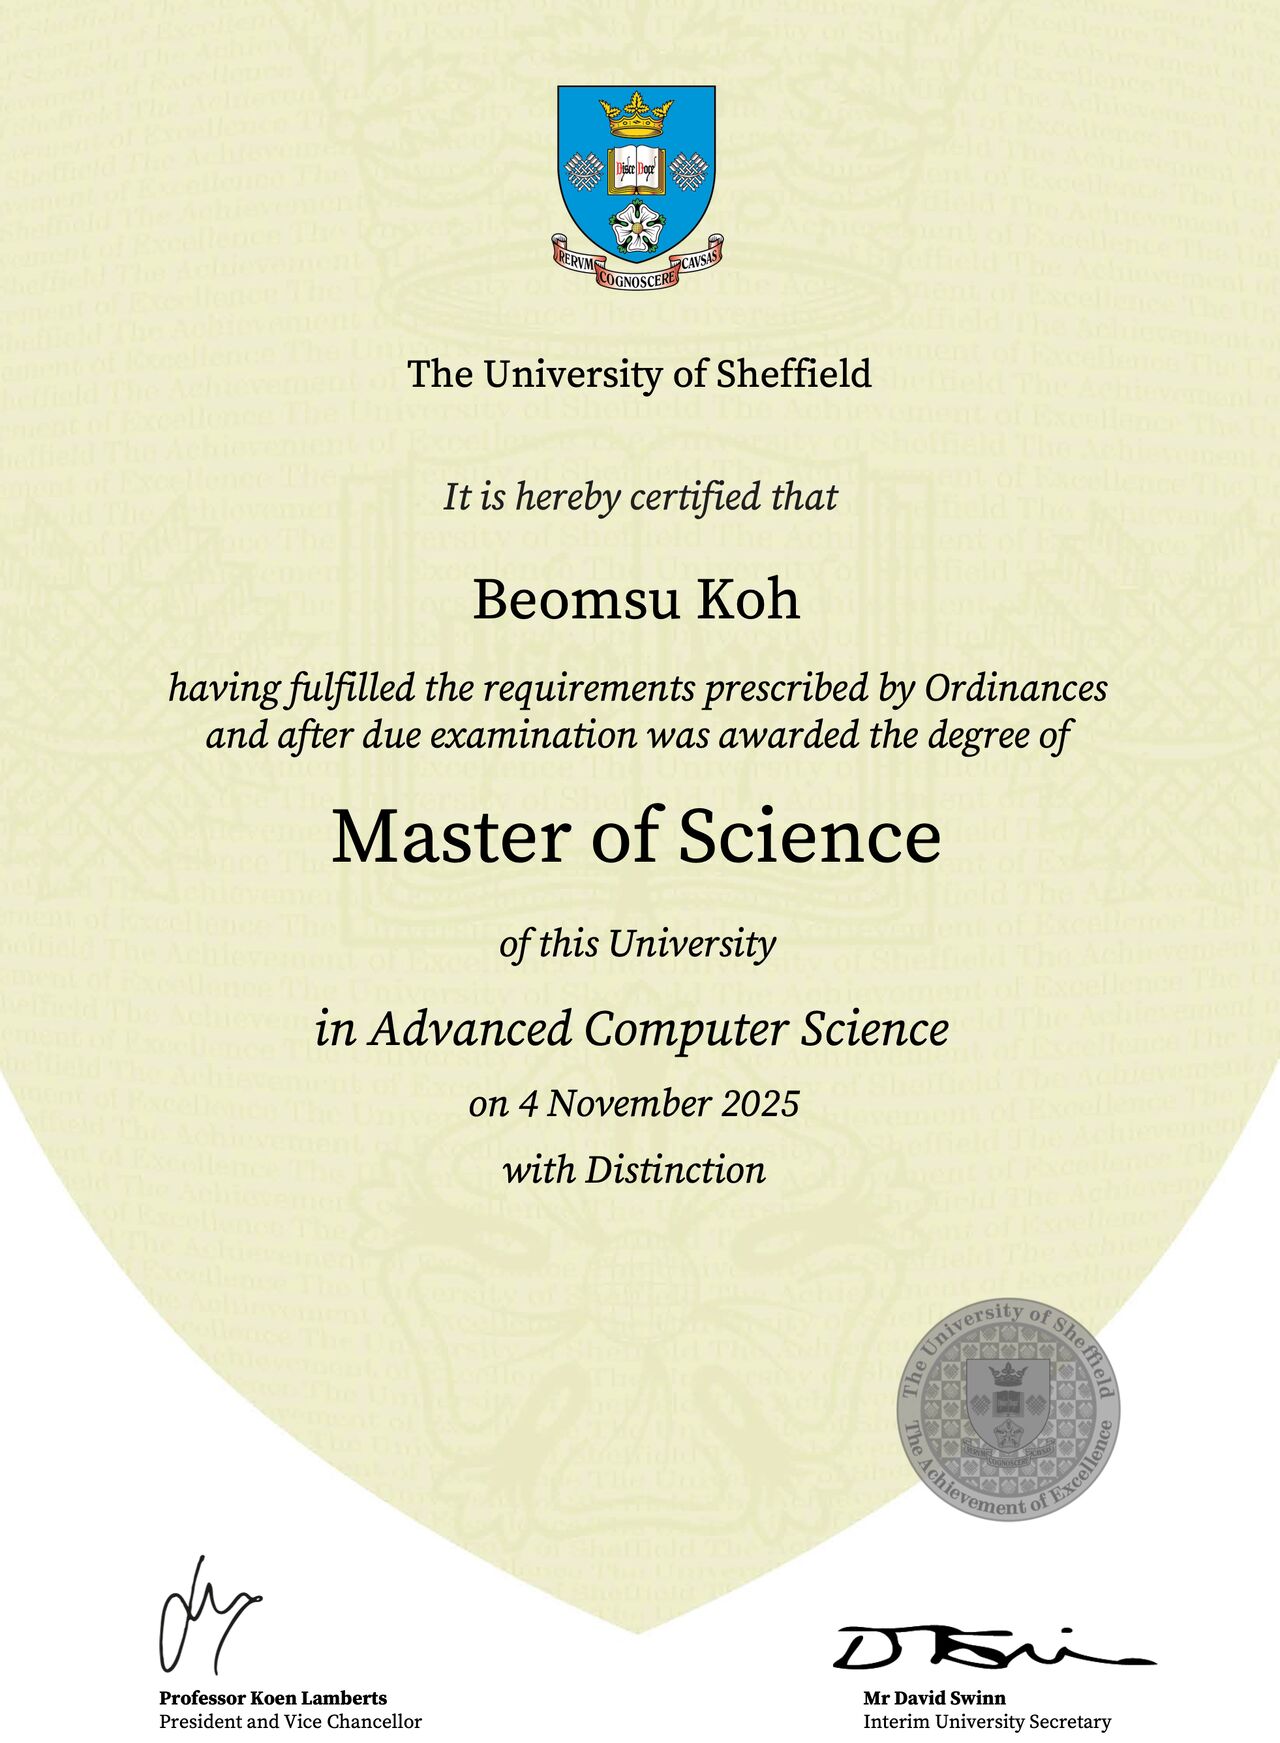 Disce Doce
RERVM COGNOSCERE CAVSAS
The University of Sheffield
It is hereby certified that
Beomsu Koh
having fulfilled the requirements prescribed by Ordinances
and after due examination was awarded the degree of
Master of Science
of this University
in Advanced Computer Science
on 4 November 2025
with Distinction
The University of Sheffield
The Achievement of Excellence
Professor Koen Lamberts
President and Vice Chancellor
Mr David Swinn
Interim University Secretary